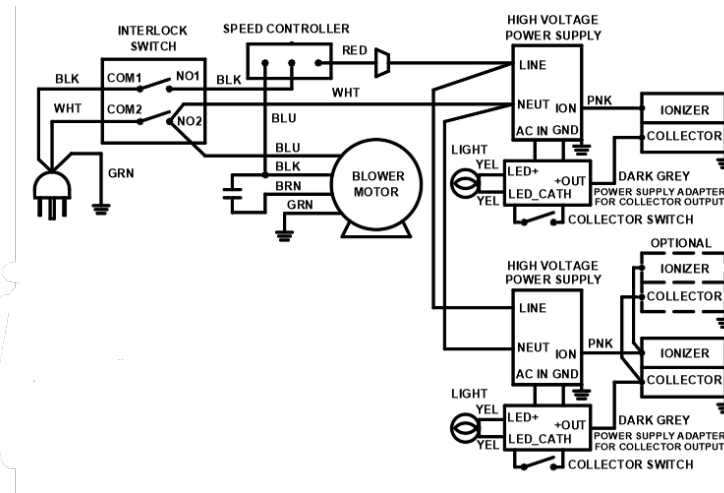 INTERLOCK
SWITCH
SPEED CONTROLLER
HIGH VOLTAGE
POWER SUPPLY
RED
LINE
BLK
COM1
NO1
BLK
WHT
WHT
COM2
NO2
NEUT
ION
PNK
IONIZER
BLU
AC IN GND
COLLECTOR
GRN
BLU
BLK
BRN
GRN
BLOWER
MOTOR
LIGHT
YEL
LED+
+OUT
DARK GREY
YEL
LED_CATH
POWER SUPPLY ADAPTER
FOR COLLECTOR OUTPUT
COLLECTOR SWITCH
OPTIONAL
IONIZER
COLLECTOR
HIGH VOLTAGE
POWER SUPPLY
LINE
NEUT
ION
PNK
IONIZER
AC IN GND
COLLECTOR
LIGHT
YEL
LED+
+OUT
DARK GREY
YEL
LED_CATH
POWER SUPPLY ADAPTER
FOR COLLECTOR OUTPUT
COLLECTOR SWITCH